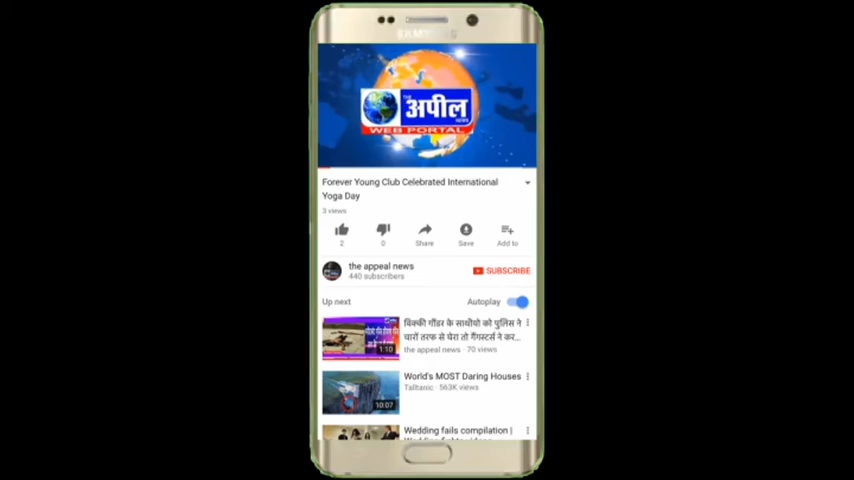 SAMSUNG
THE
अपील
NEWS
WEB PORTAL
Forever Young Club Celebrated International
Yoga Day
3 views
2
0
Share
Save
Add to
the appeal news
440 subscribers
SUBSCRIBE
Up next
Autoplay
विक्की गौंडर के साथीयो को पुलिस ने
चारों तरफ से घेरा तो गैंगस्टर्स ने कर...
the appeal news · 70 views
1:10
World's MOST Daring Houses
Talltanic · 563K views
10:07
Wedding fails compilation |